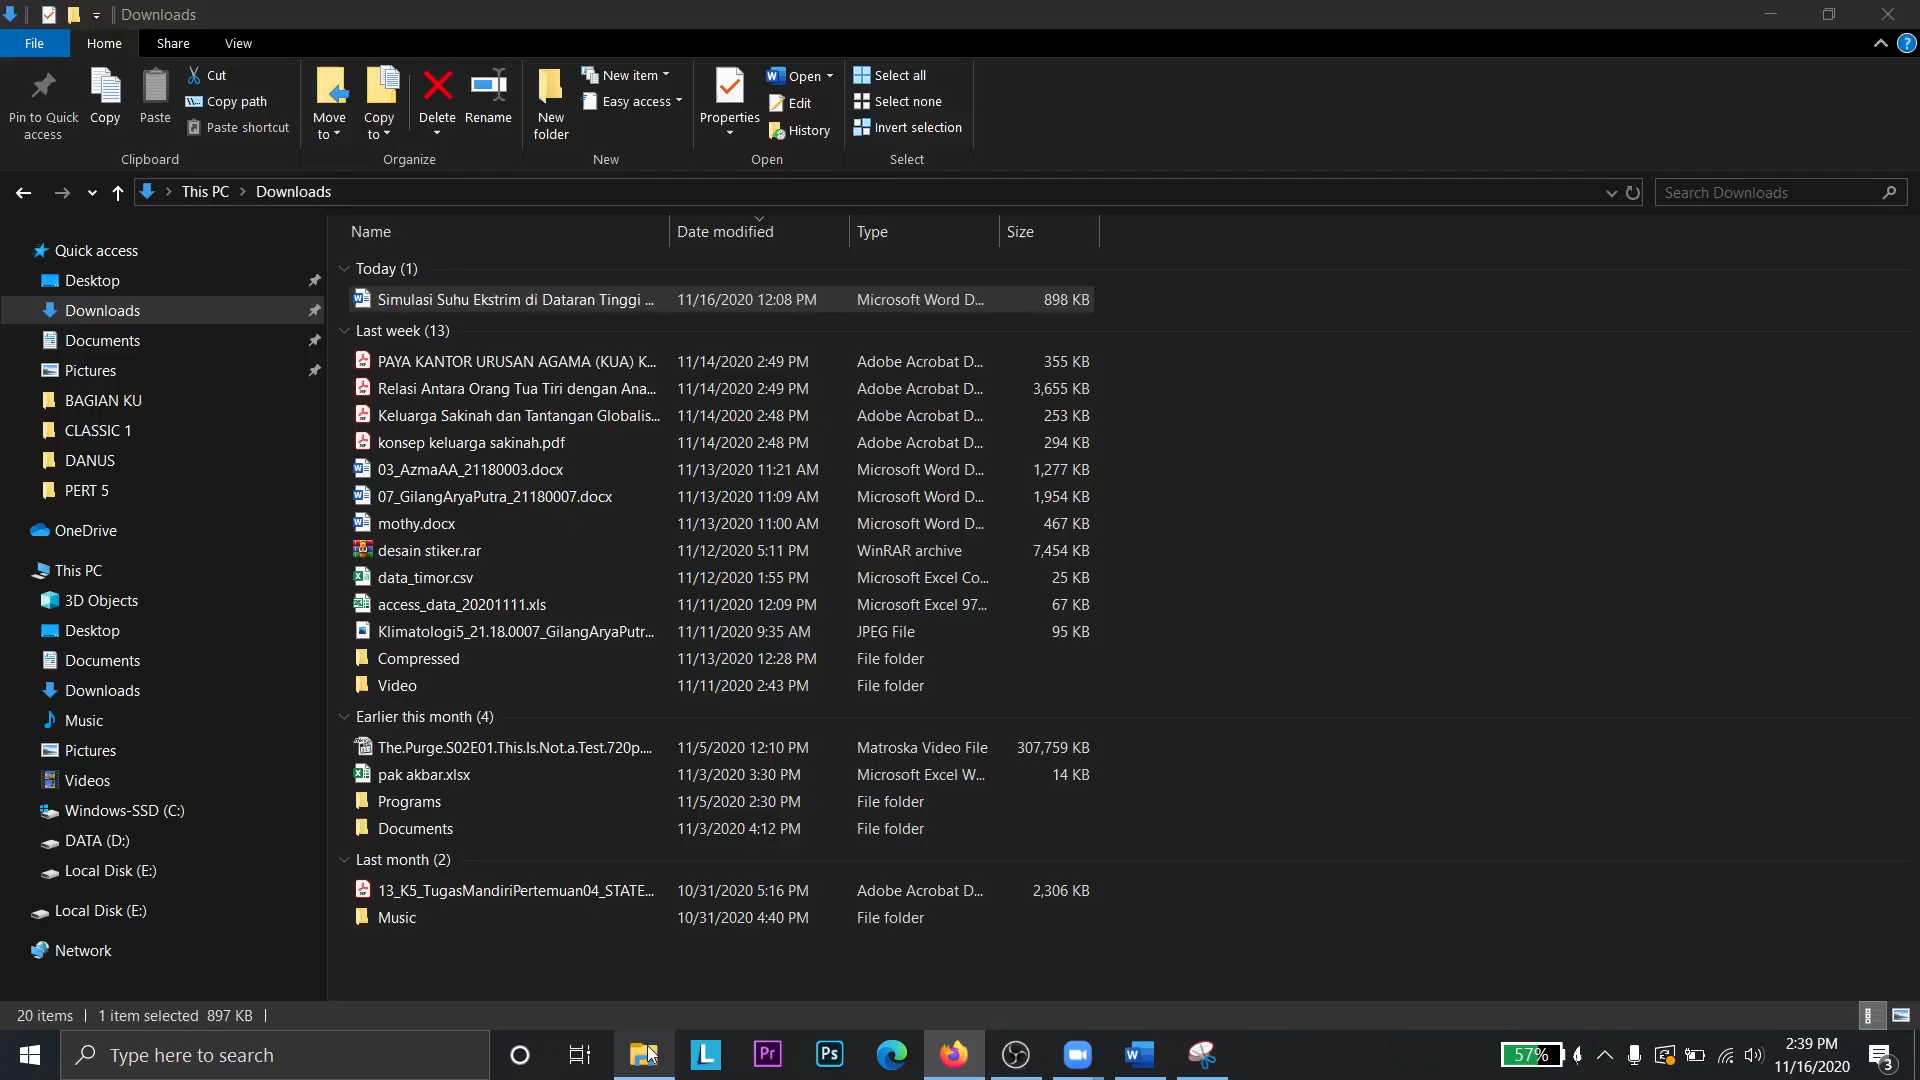 Downloads
File Home Share View
Pin to Quick access
Copy
Paste
Cut
Copy path
Paste shortcut
Clipboard
Move to
Copy to
Delete
Rename
Organize
New folder
New item
Easy access
New
Properties
Open
Edit
History
Open
Select all
Select none
Invert selection
Select
This PC Downloads
Search Downloads
Quick access
Desktop
Downloads
Documents
Pictures
BAGIAN KU
CLASSIC 1
DANUS
PERT 5
OneDrive
This PC
3D Objects
Desktop
Documents
Downloads
Music
Pictures
Videos
Windows-SSD (C:)
DATA (D:)
Local Disk (E:)
Local Disk (E:)
Network
Name Date modified Type Size
Today (1)
Simulasi Suhu Ekstrim di Dataran Tinggi ... 11/16/2020 12:08 PM Microsoft Word D... 898 KB
Last week (13)
PAYA KANTOR URUSAN AGAMA (KUA) K... 11/14/2020 2:49 PM Adobe Acrobat D... 355 KB
Relasi Antara Orang Tua Tiri dengan Ana... 11/14/2020 2:49 PM Adobe Acrobat D... 3,655 KB
Keluarga Sakinah dan Tantangan Globalis... 11/14/2020 2:48 PM Adobe Acrobat D... 253 KB
konsep keluarga sakinah.pdf 11/14/2020 2:48 PM Adobe Acrobat D... 294 KB
03_AzmaAA_21180003.docx 11/13/2020 11:21 AM Microsoft Word D... 1,277 KB
07_GilangAryaPutra_21180007.docx 11/13/2020 11:09 AM Microsoft Word D... 1,954 KB
mothy.docx 11/13/2020 11:00 AM Microsoft Word D... 467 KB
desain stiker.rar 11/12/2020 5:11 PM WinRAR archive 7,454 KB
data_timor.csv 11/12/2020 1:55 PM Microsoft Excel Co... 25 KB
access_data_20201111.xls 11/11/2020 12:09 PM Microsoft Excel 97... 67 KB
Klimatologi5_21.18.0007_GilangAryaPutr... 11/11/2020 9:35 AM JPEG File 95 KB
Compressed 11/13/2020 12:28 PM File folder
Video 11/11/2020 2:43 PM File folder
Earlier this month (4)
The.Purge.S02E01.This.Is.Not.a.Test.720p.... 11/5/2020 12:10 PM Matroska Video File 307,759 KB
pak akbar.xlsx 11/3/2020 3:30 PM Microsoft Excel W... 14 KB
Programs 11/5/2020 2:30 PM File folder
Documents 11/3/2020 4:12 PM File folder
Last month (2)
13_K5_TugasMandiriPertemuan04_STATE... 10/31/2020 5:16 PM Adobe Acrobat D... 2,306 KB
Music 10/31/2020 4:40 PM File folder
20 items 1 item selected 897 KB
Type here to search
L
Pr
Ps
W
57%
2:39 PM
11/16/2020
3